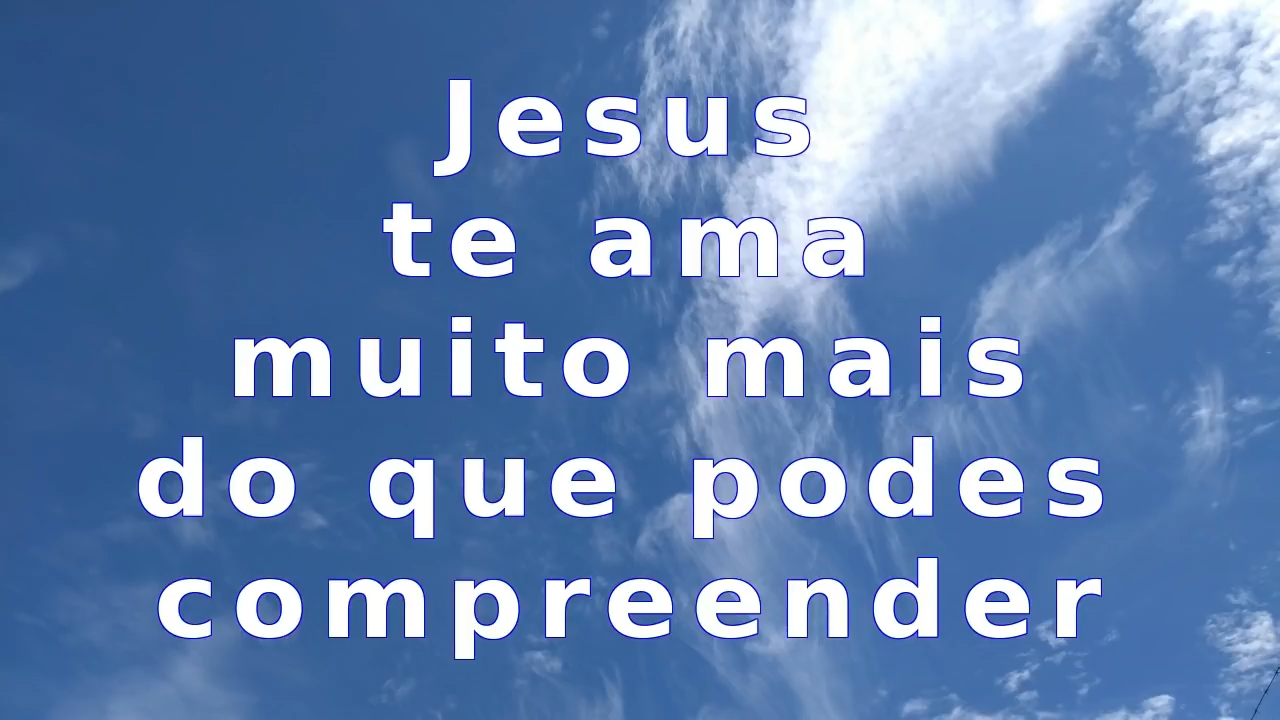 Jesus
te ama
muito mais
do que podes
compreender